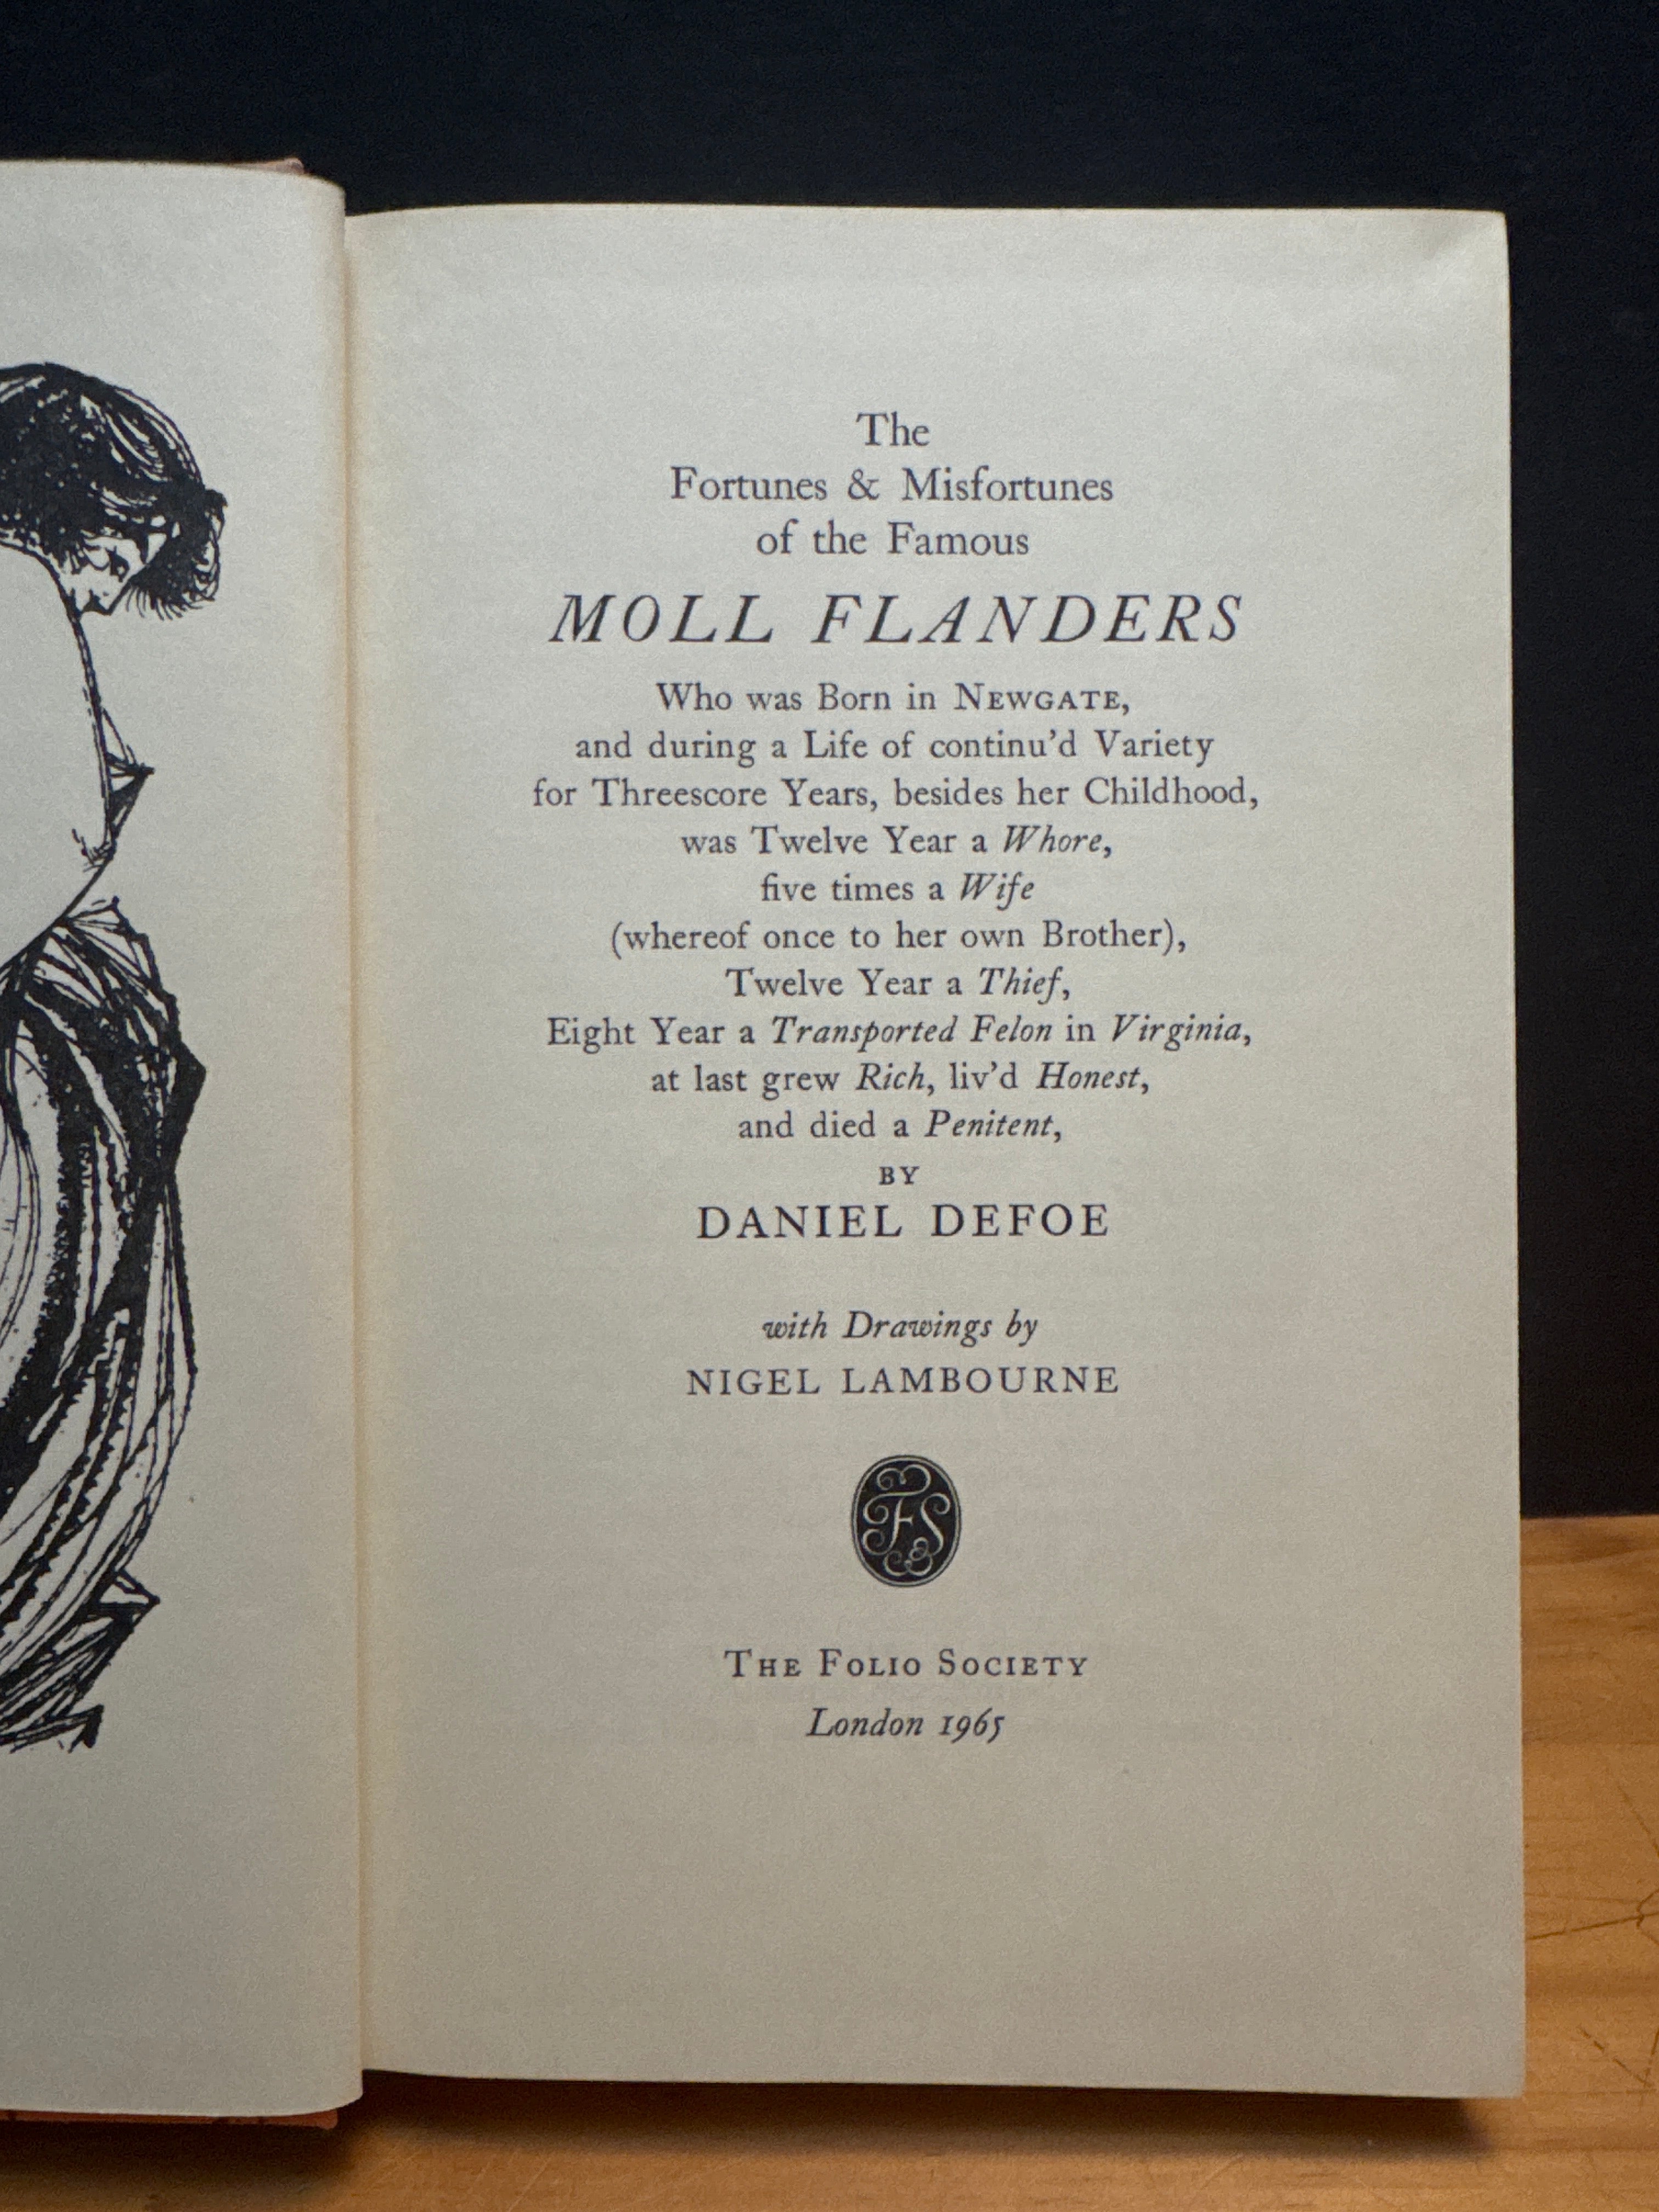 The
Fortunes & Misfortunes
of the Famous
MOLL FLANDERS
Who was Born in NEWGATE,
and during a Life of continu'd Variety
for Threescore Years, besides her Childhood,
was Twelve Year a Whore,
five times a Wife
(whereof once to her own Brother),
Twelve Year a Thief,
Eight Year a Transported Felon in Virginia,
at last grew Rich, liv'd Honest,
and died a Penitent,
BY
DANIEL DEFOE
with Drawings by
NIGEL LAMBOURNE
FS
THE FOLIO SOCIETY
London 1965